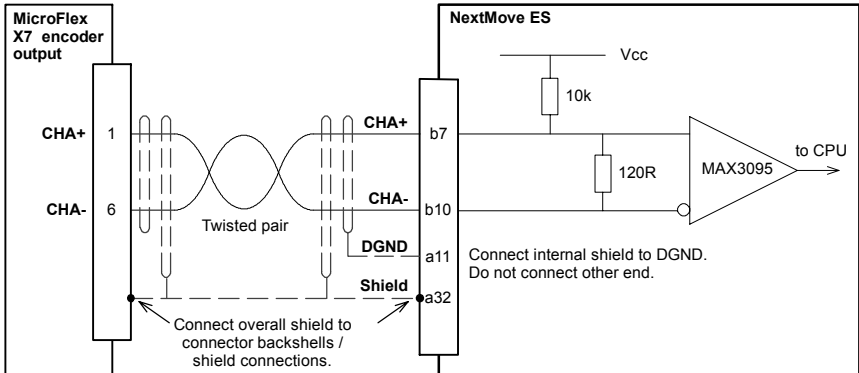 MicroFlex
X7 encoder
output
NextMove ES
Vcc
10k
CHA+
1
CHA+
b7
to CPU
MAX3095
120R
CHA-
6
CHA-
b10
Twisted pair
DGND
a11
Connect internal shield to DGND.
Do not connect other end.
Shield
a32
Connect overall shield to
connector backshells /
shield connections.